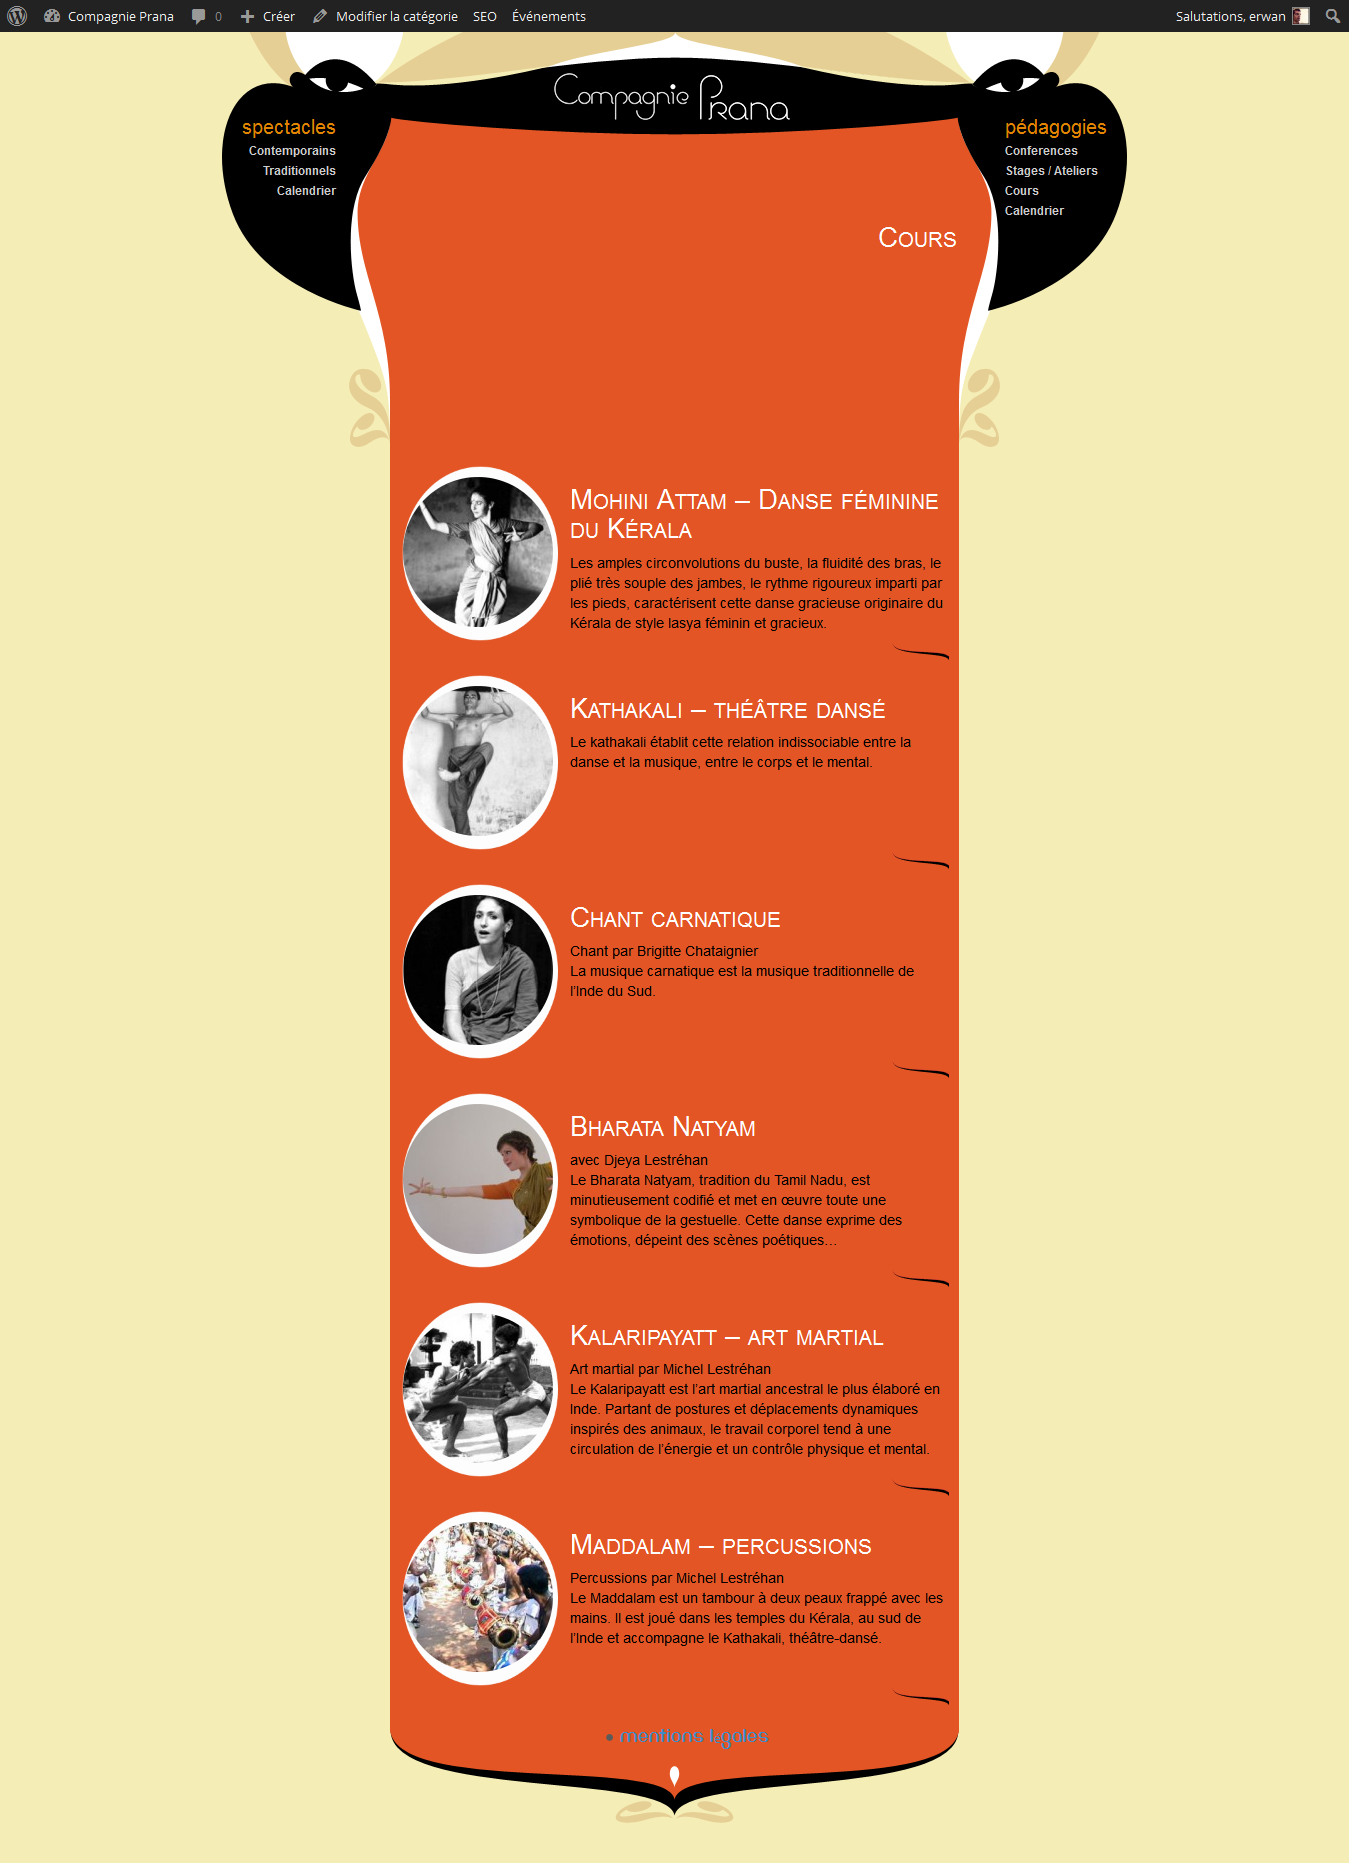 Compagnie Prana 0 Créer Modifier la catégorie SEO Événements Salutations, erwan
Compagnie Prana
spectacles
Contemporains
Traditionnels
Calendrier
pédagogies
Conferences
Stages / Ateliers
Cours
Calendrier
Cours
Mohini Attam – Danse féminine
du Kérala
Les amples circonvolutions du buste, la fluidité des bras, le
plié très souple des jambes, le rythme rigoureux imparti par
les pieds, caractérisent cette danse gracieuse originaire du
Kérala de style lasya féminin et gracieux.
Kathakali – théâtre dansé
Le kathakali établit cette relation indissociable entre la
danse et la musique, entre le corps et le mental.
Chant carnatique
Chant par Brigitte Chataignier
La musique carnatique est la musique traditionnelle de
l'Inde du Sud.
Bharata Natyam
avec Djeya Lestréhan
Le Bharata Natyam, tradition du Tamil Nadu, est
minutieusement codifié et met en œuvre toute une
symbolique de la gestuelle. Cette danse exprime des
émotions, dépeint des scènes poétiques…
Kalaripayatt – art martial
Art martial par Michel Lestréhan
Le Kalaripayatt est l'art martial ancestral le plus élaboré en
Inde. Partant de postures et déplacements dynamiques
inspirés des animaux, le travail corporel tend à une
circulation de l'énergie et un contrôle physique et mental.
Maddalam – percussions
Percussions par Michel Lestréhan
Le Maddalam est un tambour à deux peaux frappé avec les
mains. Il est joué dans les temples du Kérala, au sud de
l'Inde et accompagne le Kathakali, théâtre-dansé.
• mentions légales